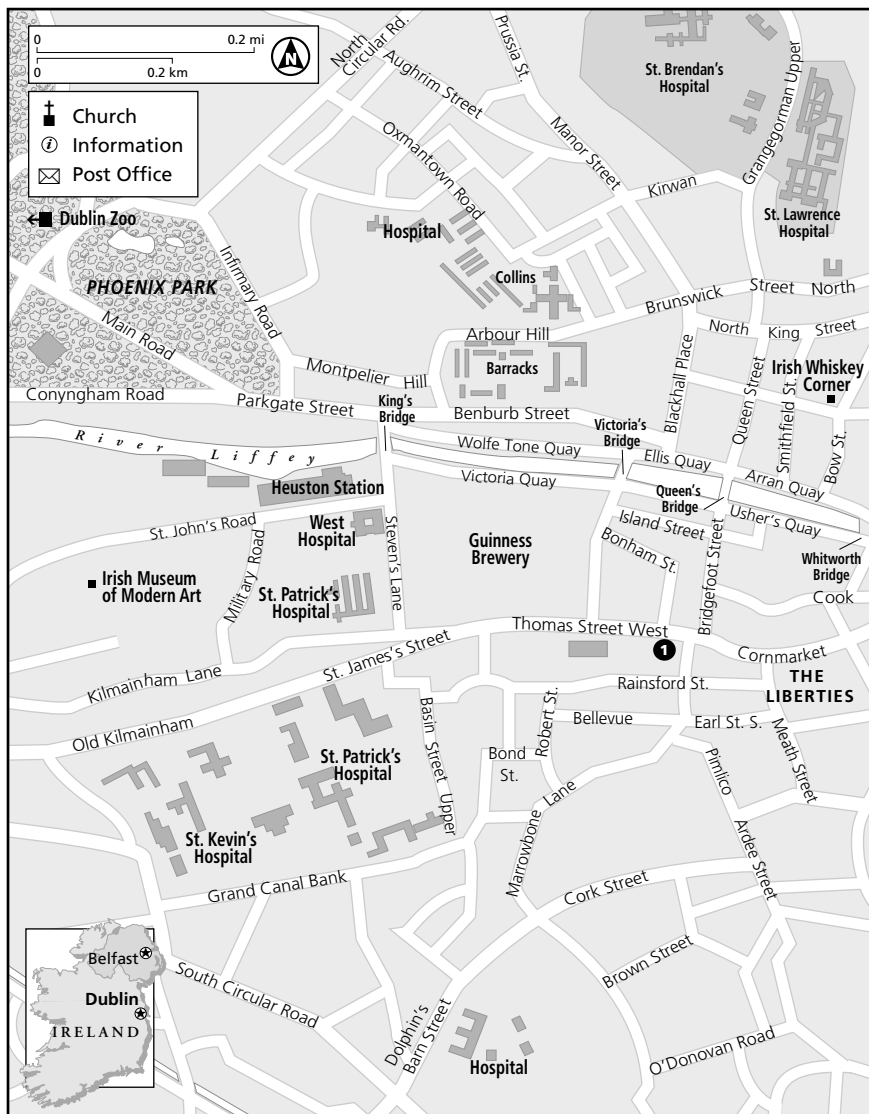 0 0.2 mi
0 0.2 km
N
Church
Information
Post Office
North
Circular Rd.
Aughrim Street
Prussia St.
Oxmantown Road
Manor Street
St. Brendan's
Hospital
Grangegorman Upper
Kirwan
St. Lawrence
Hospital
Dublin Zoo
PHOENIX PARK
Infirmary Road
Main Road
Hospital
Collins
Brunswick Street North
Arbour Hill
North King Street
Montpelier Hill
Barracks
Blackhall Place
Queen Street
Irish Whiskey
Corner
Smithfield St.
Bow St.
Conyngham Road
Parkgate Street
King's
Bridge
Benburb Street
Victoria's
Bridge
River Liffey
Wolfe Tone Quay
Ellis Quay
Arran Quay
Victoria Quay
Queen's
Bridge
Usher's Quay
Heuston Station
Island Street
Whitworth
Bridge
St. John's Road
West
Hospital
Steven's Lane
Guinness
Brewery
Bonham St.
Bridgefoot Street
Irish Museum
of Modern Art
Military Road
St. Patrick's
Hospital
Cook
Thomas Street West
1
Cornmarket
Kilmainham Lane
St. James's Street
THE
LIBERTIES
Rainsford St.
Old Kilmainham
Basin Street Upper
Robert St.
Bellevue
Earl St. S.
Meath Street
St. Patrick's
Hospital
Bond
St.
Pimlico
St. Kevin's
Hospital
Marrowbone Lane
Ardee Street
Grand Canal Bank
Cork Street
Brown Street
South Circular Road
Dolphin's
Barn Street
Hospital
O'Donovan Road
Belfast
Dublin
IRELAND